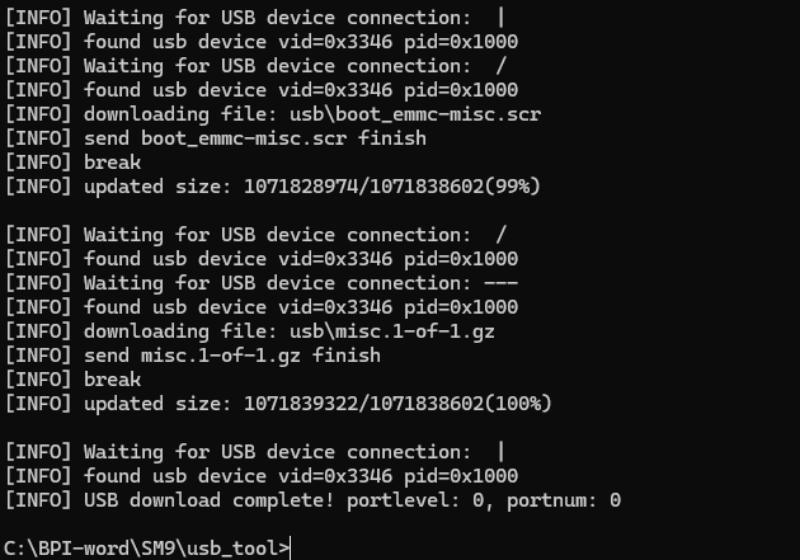 [INFO] Waiting for USB device connection:  |
[INFO] found usb device vid=0x3346 pid=0x1000
[INFO] Waiting for USB device connection:  /
[INFO] found usb device vid=0x3346 pid=0x1000
[INFO] downloading file: usb\boot_emmc-misc.scr
[INFO] send boot_emmc-misc.scr finish
[INFO] break
[INFO] updated size: 1071828974/1071838602(99%)
[INFO] Waiting for USB device connection:  /
[INFO] found usb device vid=0x3346 pid=0x1000
[INFO] Waiting for USB device connection: ---
[INFO] found usb device vid=0x3346 pid=0x1000
[INFO] downloading file: usb\misc.1-of-1.gz
[INFO] send misc.1-of-1.gz finish
[INFO] break
[INFO] updated size: 1071839322/1071838602(100%)
[INFO] Waiting for USB device connection:  |
[INFO] found usb device vid=0x3346 pid=0x1000
[INFO] USB download complete! portlevel: 0, portnum: 0
C:\BPI-word\SM9\usb_tool>